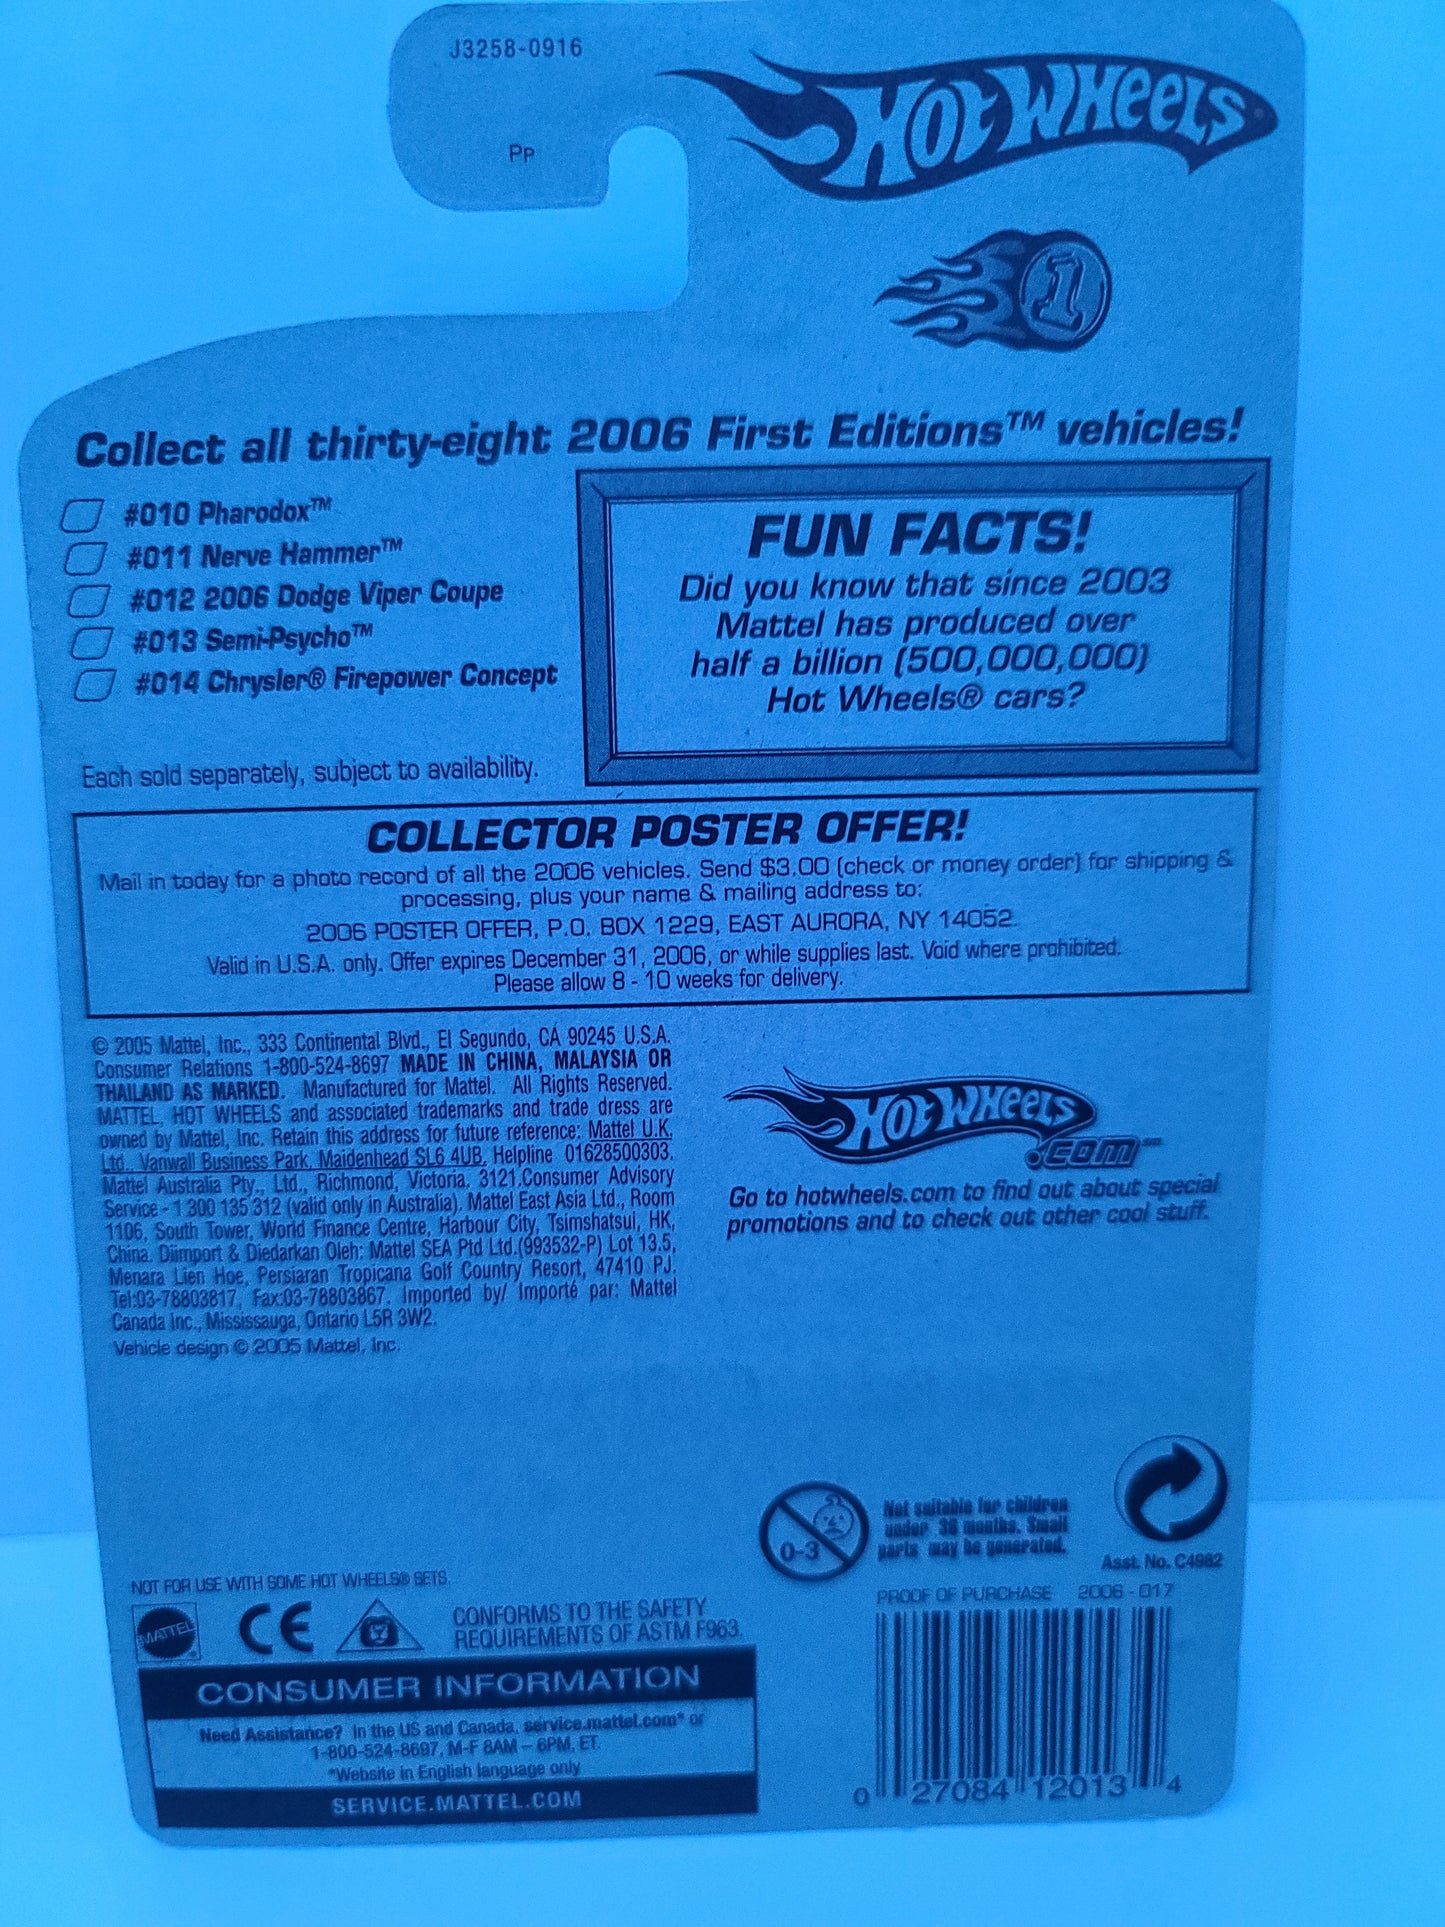 J3258-0916
Pp
HOT WHEELS
1
Collect all thirty-eight 2006 First Editions™ vehicles!
#010 Pharodox™
#011 Nerve Hammer™
#012 2006 Dodge Viper Coupe
#013 Semi-Psycho™
#014 Chrysler® Firepower Concept
Each sold separately, subject to availability.
FUN FACTS!
Did you know that since 2003
Mattel has produced over
half a billion (500,000,000)
Hot Wheels® cars?
COLLECTOR POSTER OFFER!
Mail in today for a photo record of all the 2006 vehicles. Send $3.00 (check or money order) for shipping &
processing, plus your name & mailing address to:
2006 POSTER OFFER, P.O. BOX 1229, EAST AURORA, NY 14052.
Valid in U.S.A. only. Offer expires December 31, 2006, or while supplies last. Void where prohibited.
Please allow 8 - 10 weeks for delivery.
© 2005 Mattel, Inc., 333 Continental Blvd., El Segundo, CA 90245 U.S.A.
Consumer Relations 1-800-524-8697 MADE IN CHINA, MALAYSIA OR
THAILAND AS MARKED. Manufactured for Mattel. All Rights Reserved.
MATTEL, HOT WHEELS and associated trademarks and trade dress are
owned by Mattel, Inc. Retain this address for future reference: Mattel U.K.
Ltd., Vanwall Business Park, Maidenhead SL6 4UB. Helpline 01628500303.
Mattel Australia Pty., Ltd., Richmond, Victoria. 3121.Consumer Advisory
Service - 1 300 135 312 (valid only in Australia). Mattel East Asia Ltd., Room
1106, South Tower, World Finance Centre, Harbour City, Tsimshatsui, HK,
China. Diimport & Diedarkan Oleh: Mattel SEA Ptd Ltd.(993532-P) Lot 13.5,
Menara Lien Hoe, Persiaran Tropicana Golf Country Resort, 47410 PJ.
Tel:03-78803817, Fax:03-78803867. Imported by/ Importé par: Mattel
Canada Inc., Mississauga, Ontario L5R 3W2.
Vehicle design © 2005 Mattel, Inc.
HOT WHEELS
.com℠
Go to hotwheels.com to find out about special
promotions and to check out other cool stuff.
0-3
Not suitable for children
under 36 months. Small
parts may be generated.
Asst. No. C4982
NOT FOR USE WITH SOME HOT WHEELS® SETS.
MATTEL
CE
CONFORMS TO THE SAFETY
REQUIREMENTS OF ASTM F963.
CONSUMER INFORMATION
Need Assistance? In the US and Canada, service.mattel.com* or
1-800-524-8697, M-F 8AM – 6PM, ET.
*Website in English language only
SERVICE.MATTEL.COM
PROOF OF PURCHASE 2006 - 017
0 27084 12013 4